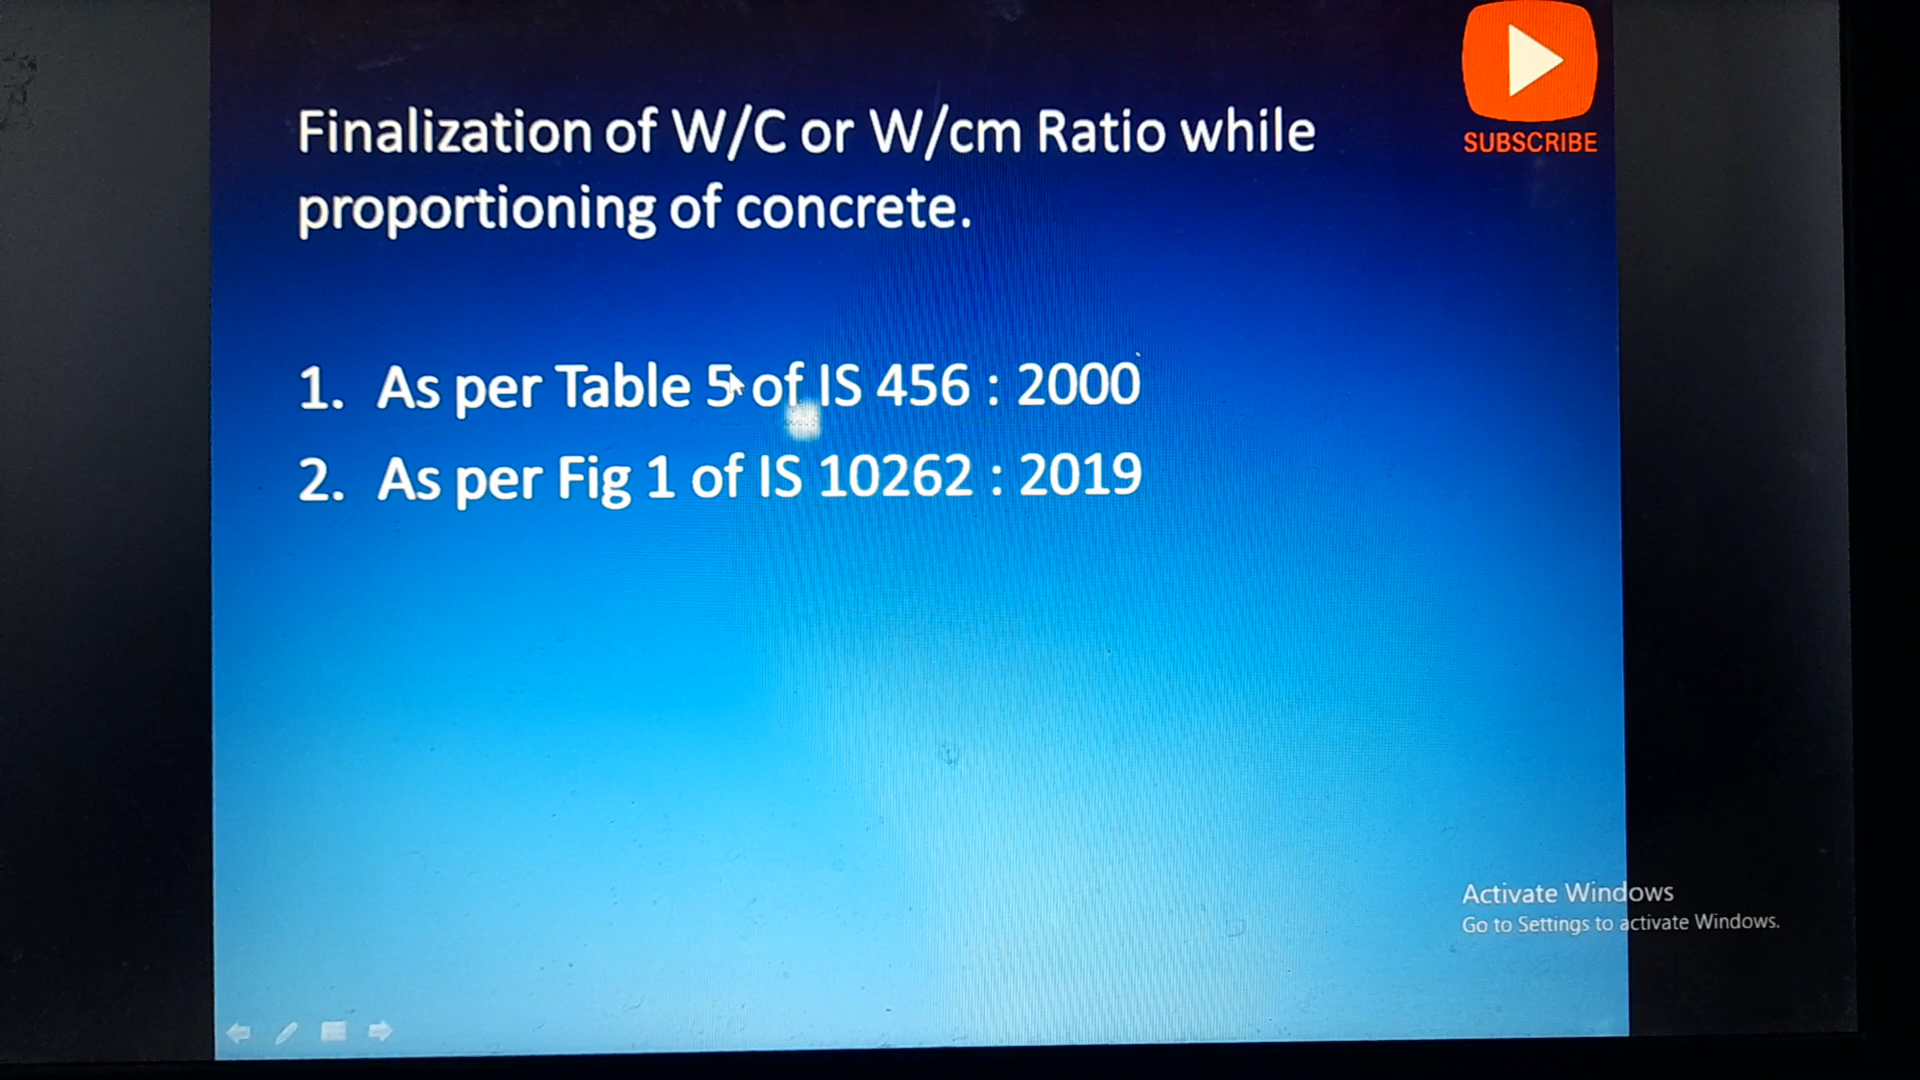 Finalization of W/C or W/cm Ratio while
proportioning of concrete.
1. As per Table 5 of IS 456 : 2000
2. As per Fig 1 of IS 10262 : 2019
SUBSCRIBE
Activate Windows
Go to Settings to activate Windows.